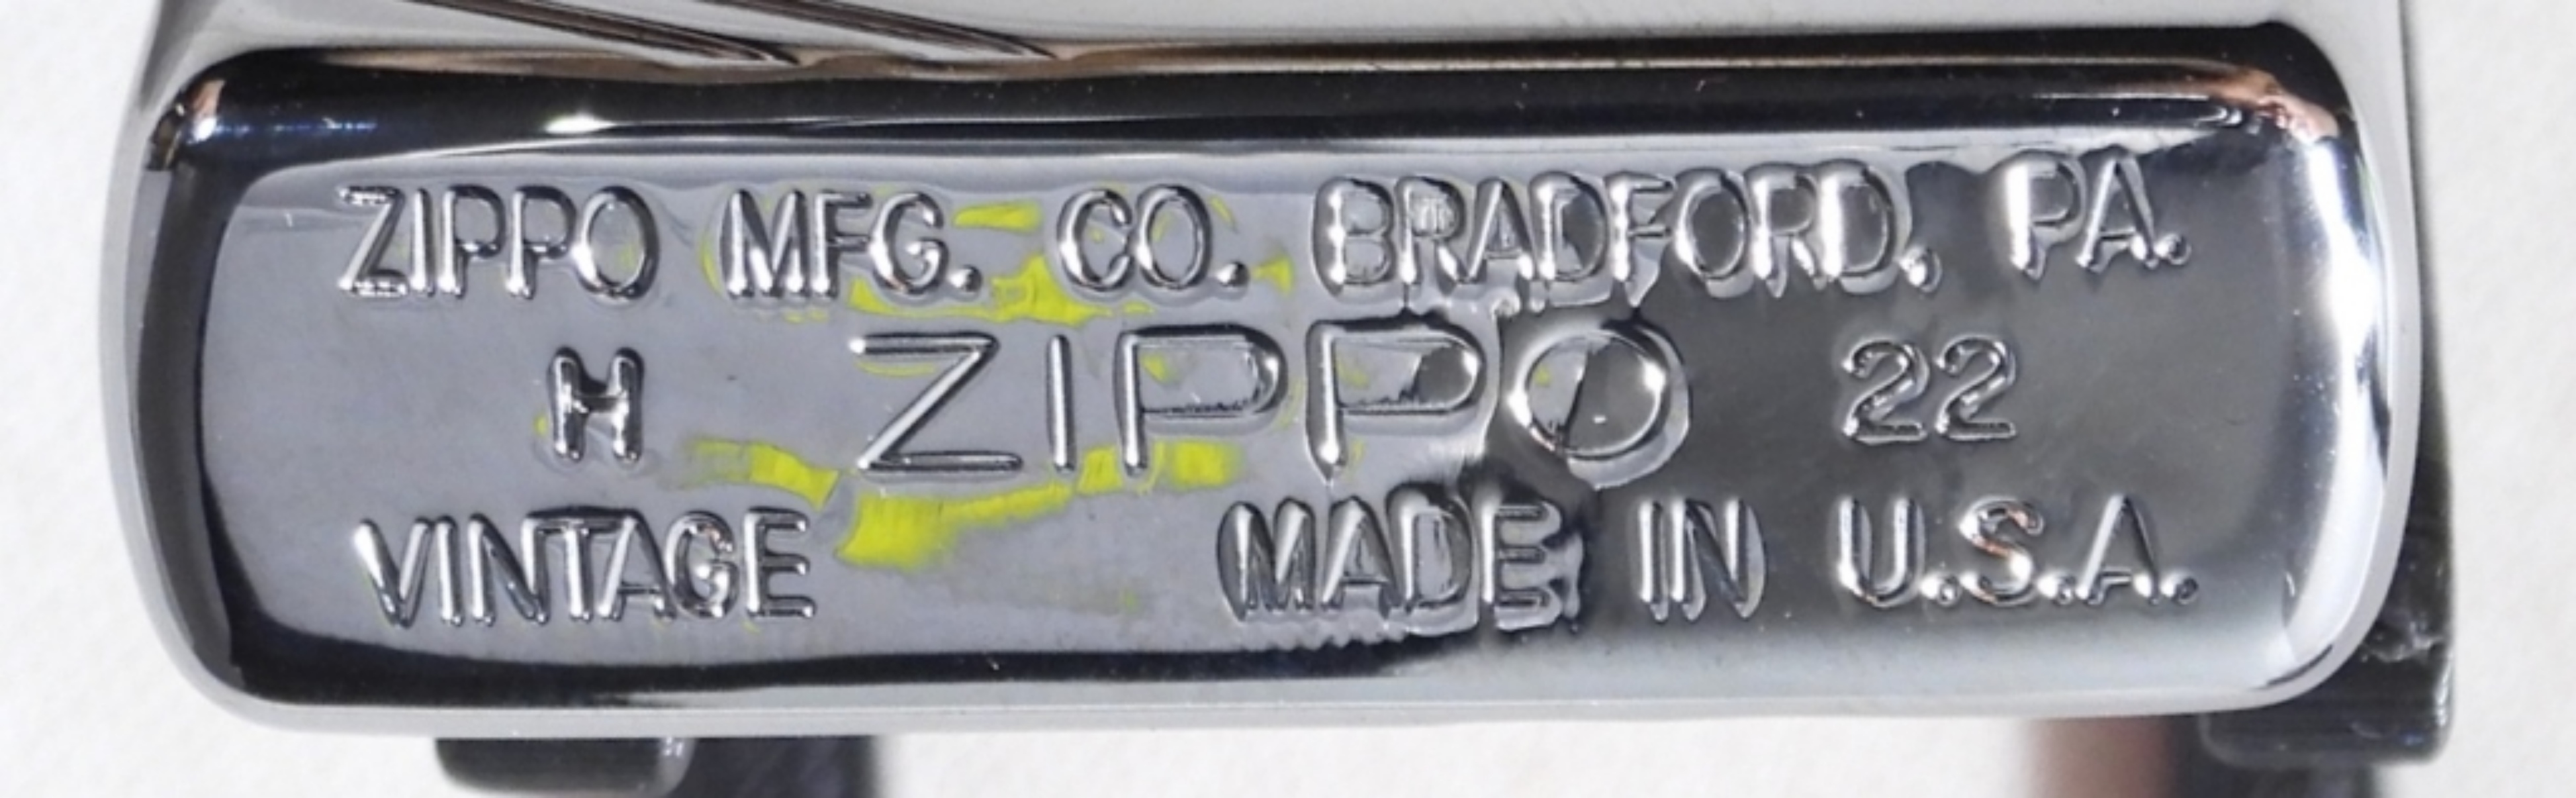 ZIPPO MFG. CO. BRADFORD, PA.
H ZIPPO 22
VINTAGE MADE IN U.S.A.